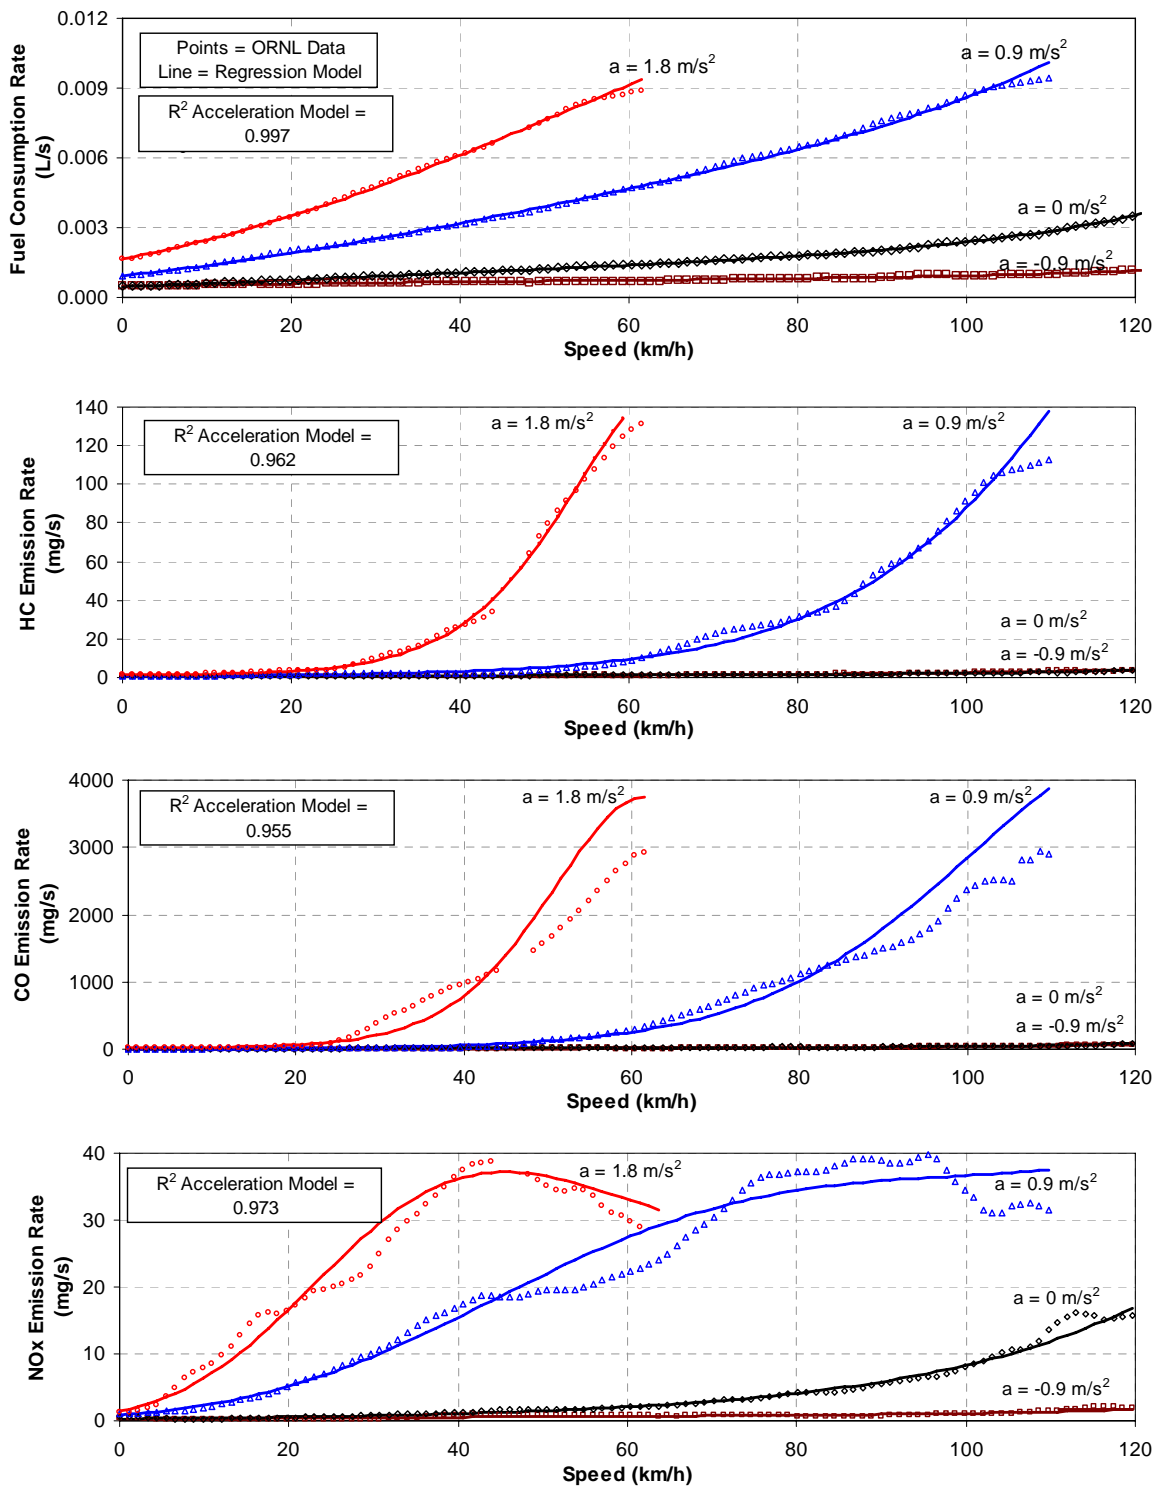 Points = ORNL Data
Line = Regression Model
R² Acceleration Model =
0.997
a = 1.8 m/s²
a = 0.9 m/s²
a = 0 m/s²
a = -0.9 m/s²
Fuel Consumption Rate
(L/s)
0.012
0.009
0.006
0.003
0.000
0 20 40 60 80 100 120
Speed (km/h)
R² Acceleration Model =
0.962
a = 1.8 m/s²
a = 0.9 m/s²
a = 0 m/s²
a = -0.9 m/s²
HC Emission Rate
(mg/s)
140
120
100
80
60
40
20
0
0 20 40 60 80 100 120
Speed (km/h)
R² Acceleration Model =
0.955
a = 1.8 m/s²
a = 0.9 m/s²
a = 0 m/s²
a = -0.9 m/s²
CO Emission Rate
(mg/s)
4000
3000
2000
1000
0
0 20 40 60 80 100 120
Speed (km/h)
R² Acceleration Model =
0.973
a = 1.8 m/s²
a = 0.9 m/s²
a = 0 m/s²
a = -0.9 m/s²
NOx Emission Rate
(mg/s)
40
30
20
10
0
0 20 40 60 80 100 120
Speed (km/h)